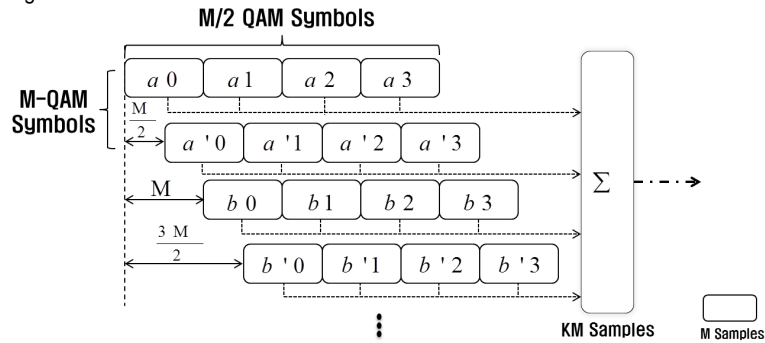 M/2 QAM Symbols
a 0 a 1 a 2 a 3
M-QAM
Symbols
M
2
a ' 0 a ' 1 a ' 2 a ' 3
M
b 0 b 1 b 2 b 3
3 M
2
b ' 0 b ' 1 b ' 2 b ' 3
Σ
KM Samples
M Samples